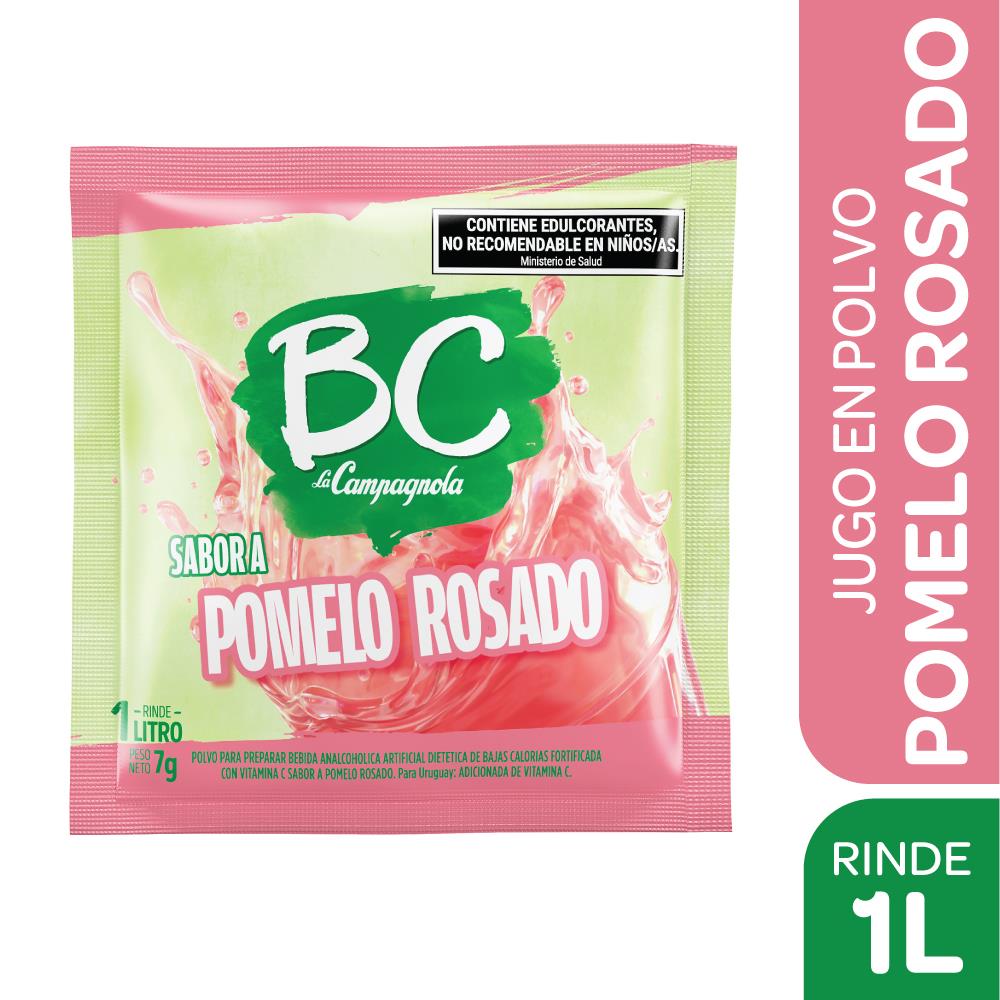 CONTIENE EDULCORANTES,
NO RECOMENDABLE EN NIÑOS/AS.
Ministerio de Salud
BC
La Campagnola
SABOR A
POMELO ROSADO
- RINDE -
1 LITRO
PESO NETO 7g
POLVO PARA PREPARAR BEBIDA ANALCOHOLICA ARTIFICIAL DIETETICA DE BAJAS CALORIAS FORTIFICADA
CON VITAMINA C SABOR A POMELO ROSADO. Para Uruguay: ADICIONADA DE VITAMINA C.
JUGO EN POLVO
POMELO ROSADO
RINDE
1L